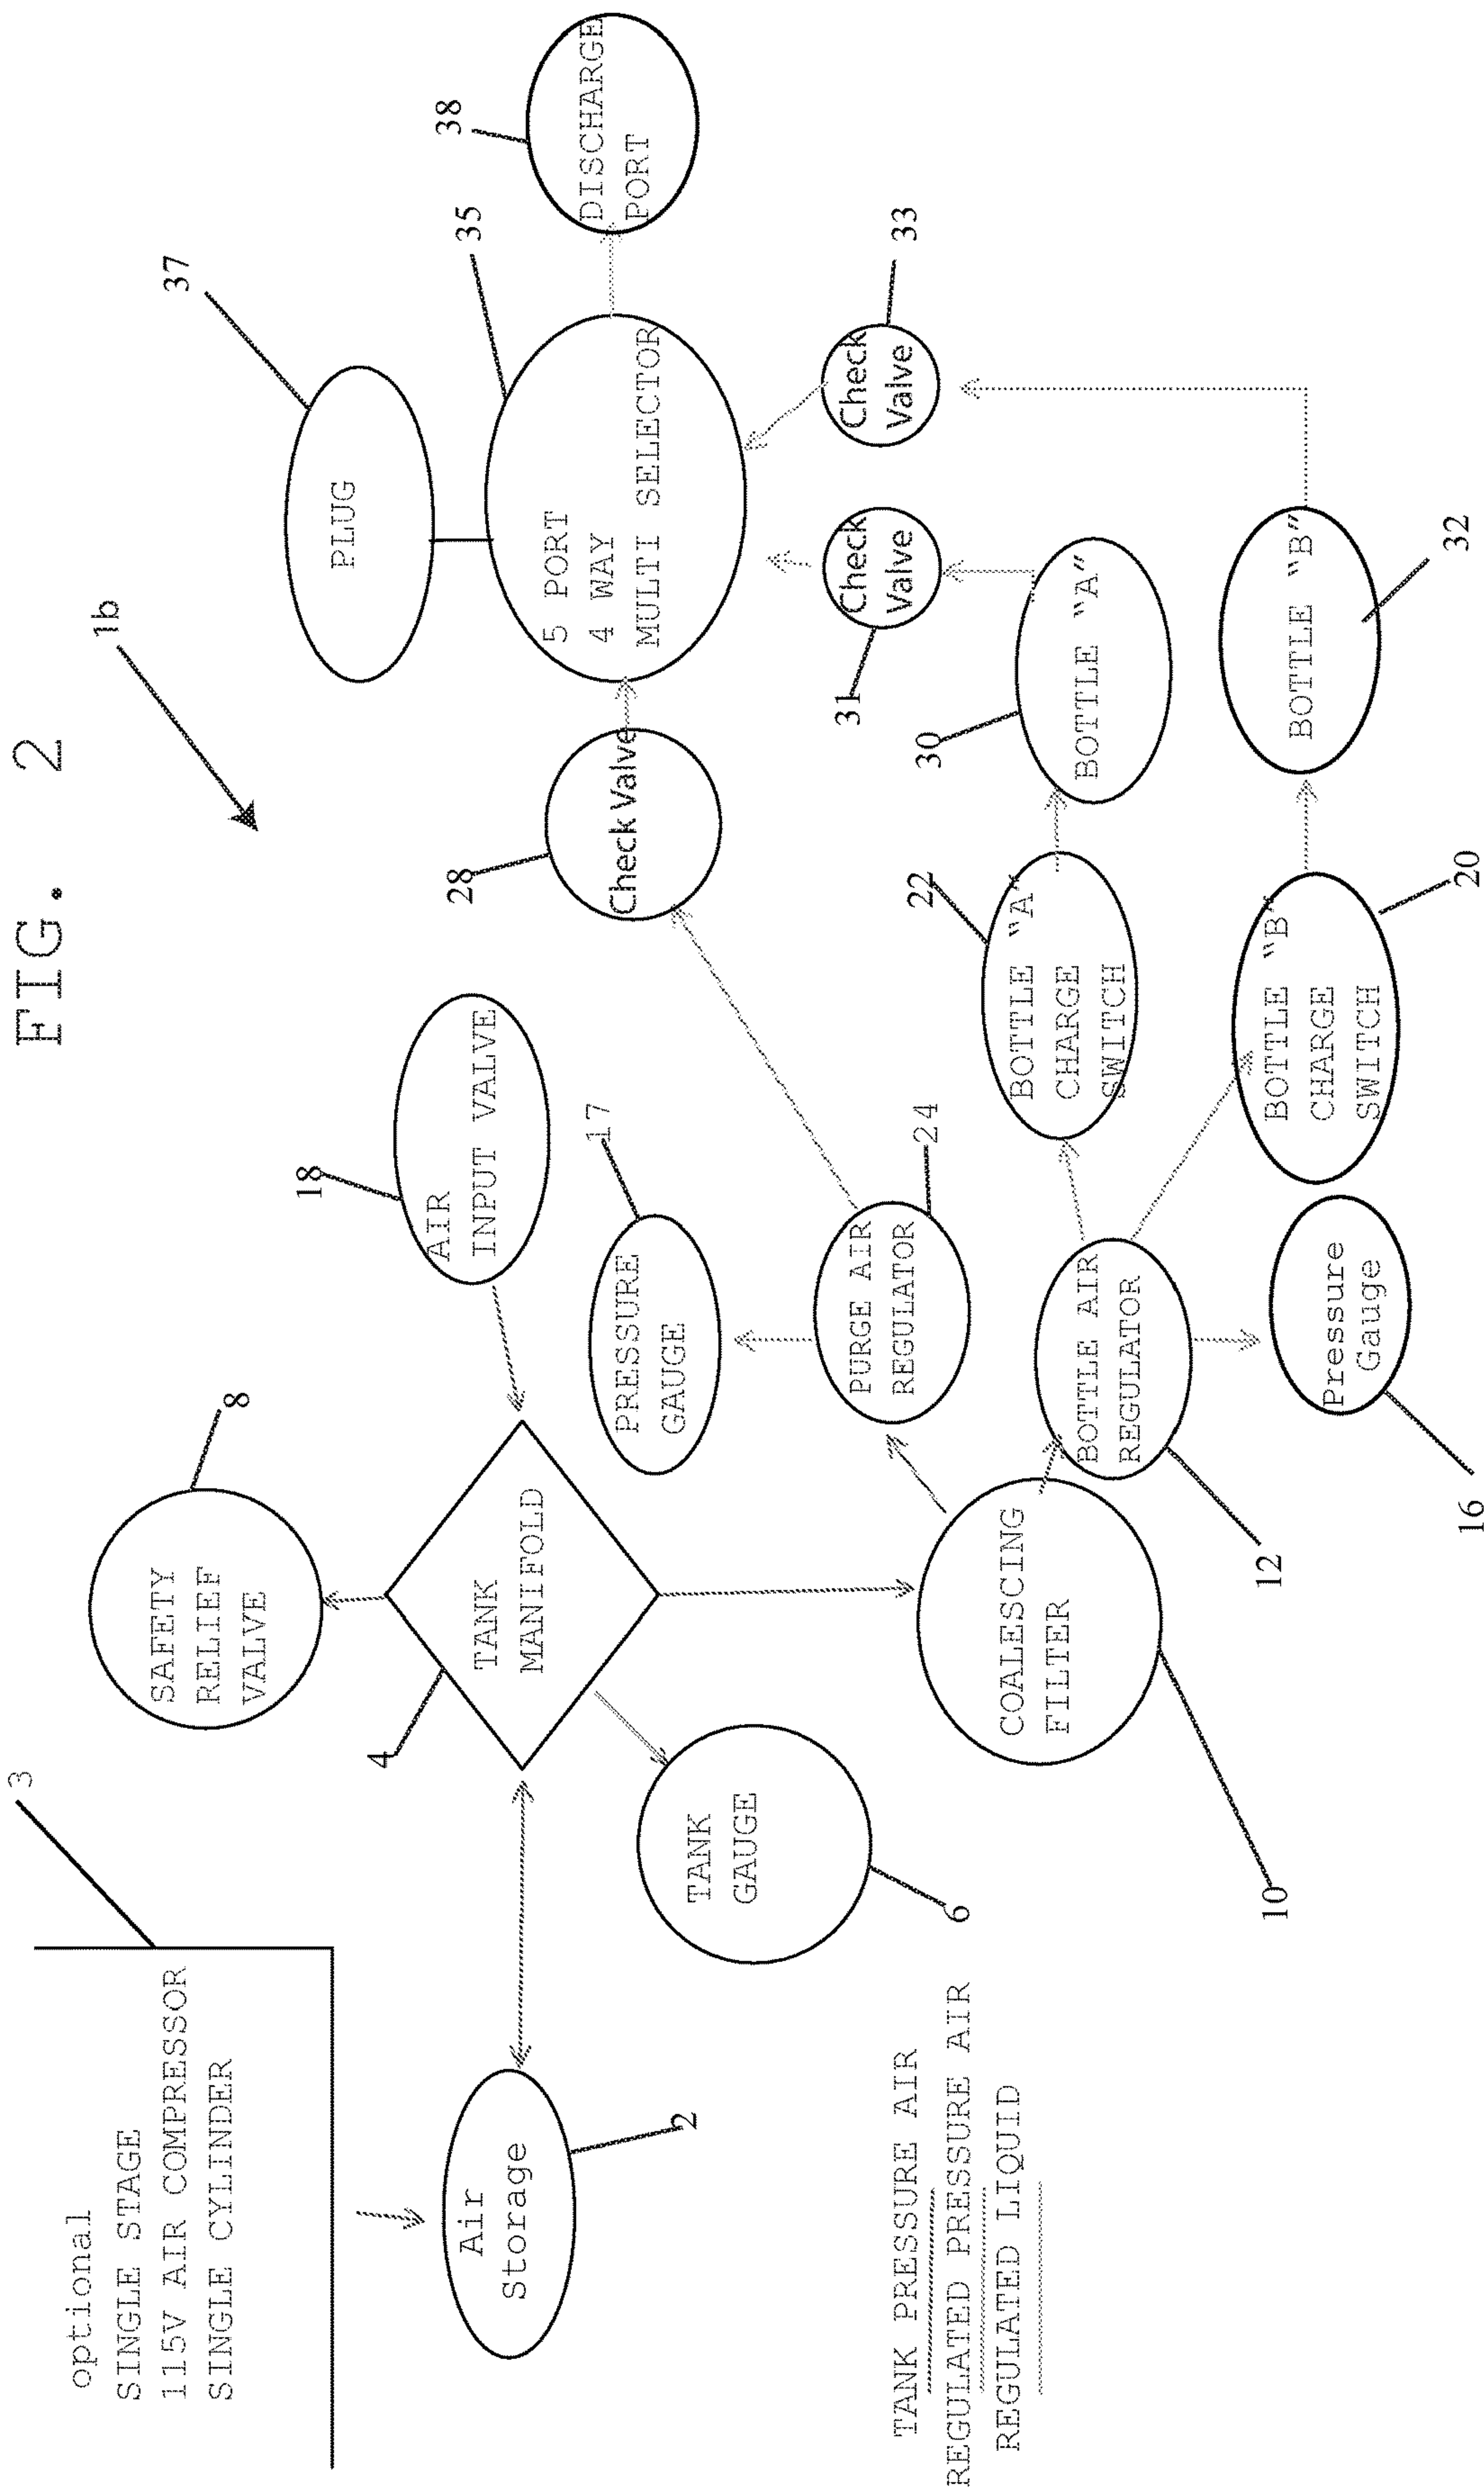 FIG. 2
1b
optional
SINGLE STAGE
115V AIR COMPRESSOR
SINGLE CYLINDER
3
SAFETY
RELIEF
VALVE
8
37
PLUG
4
TANK
MANIFOLD
18
AIR
INPUT VALVE
28
Check Valve
5 PORT
4 WAY
MULTI SELECTOR
35
38
DISCHARGE
PORT
Air
Storage
2
TANK
GAUGE
6
PRESSURE
GAUGE
17
PURGE AIR
REGULATOR
24
31
Check
Valve
Check
Valve
33
COALESCING
FILTER
10
BOTTLE AIR
REGULATOR
12
22
BOTTLE "A"
CHARGE
SWITCH
30
BOTTLE "A"
Pressure
Gauge
16
BOTTLE "B"
CHARGE
SWITCH
20
BOTTLE "B"
32
TANK PRESSURE AIR
REGULATED PRESSURE AIR
REGULATED LIQUID